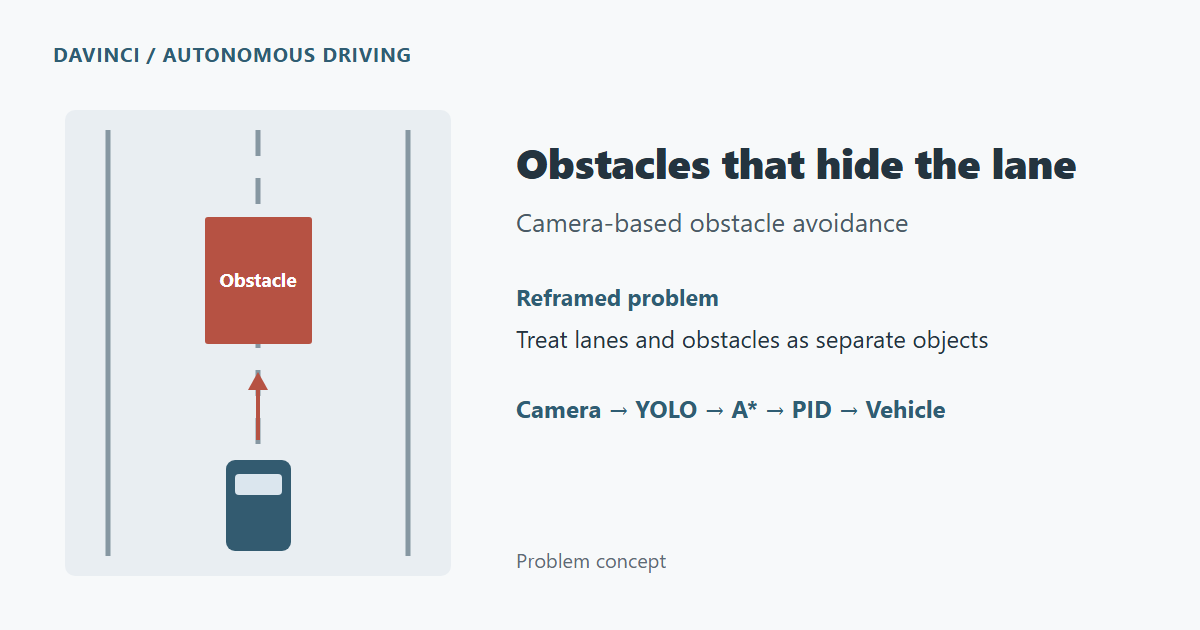 DAVINCI / AUTONOMOUS DRIVING
Obstacle
Obstacles that hide the lane
Camera-based obstacle avoidance
Reframed problem
Treat lanes and obstacles as separate objects
Camera → YOLO → A* → PID → Vehicle
Problem concept